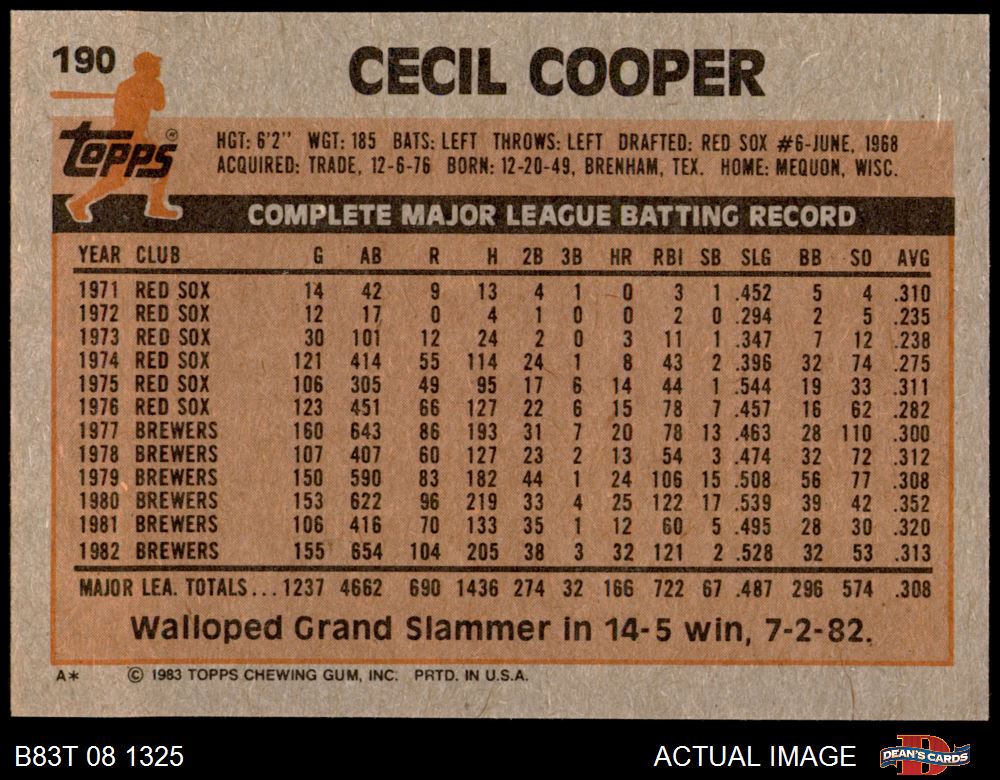 190 CECIL COOPER
Topps ®
HGT: 6'2" WGT: 185 BATS: LEFT THROWS: LEFT DRAFTED: RED SOX #6-JUNE, 1968
ACQUIRED: TRADE, 12-6-76 BORN: 12-20-49, BRENHAM, TEX. HOME: MEQUON, WISC.
COMPLETE MAJOR LEAGUE BATTING RECORD
YEAR CLUB G AB R H 2B 3B HR RBI SB SLG BB SO AVG
1971 RED SOX 14 42 9 13 4 1 0 3 1 .452 5 4 .310
1972 RED SOX 12 17 0 4 1 0 0 2 0 .294 2 5 .235
1973 RED SOX 30 101 12 24 2 0 3 11 1 .347 7 12 .238
1974 RED SOX 121 414 55 114 24 1 8 43 2 .396 32 74 .275
1975 RED SOX 106 305 49 95 17 6 14 44 1 .544 19 33 .311
1976 RED SOX 123 451 66 127 22 6 15 78 7 .457 16 62 .282
1977 BREWERS 160 643 86 193 31 7 20 78 13 .463 28 110 .300
1978 BREWERS 107 407 60 127 23 2 13 54 3 .474 32 72 .312
1979 BREWERS 150 590 83 182 44 1 24 106 15 .508 56 77 .308
1980 BREWERS 153 622 96 219 33 4 25 122 17 .539 39 42 .352
1981 BREWERS 106 416 70 133 35 1 12 60 5 .495 28 30 .320
1982 BREWERS 155 654 104 205 38 3 32 121 2 .528 32 53 .313
MAJOR LEA. TOTALS... 1237 4662 690 1436 274 32 166 722 67 .487 296 574 .308
Walloped Grand Slammer in 14-5 win, 7-2-82.
A* © 1983 TOPPS CHEWING GUM, INC. PRTD. IN U.S.A.
B83T 08 1325 ACTUAL IMAGE DEAN'S CARDS